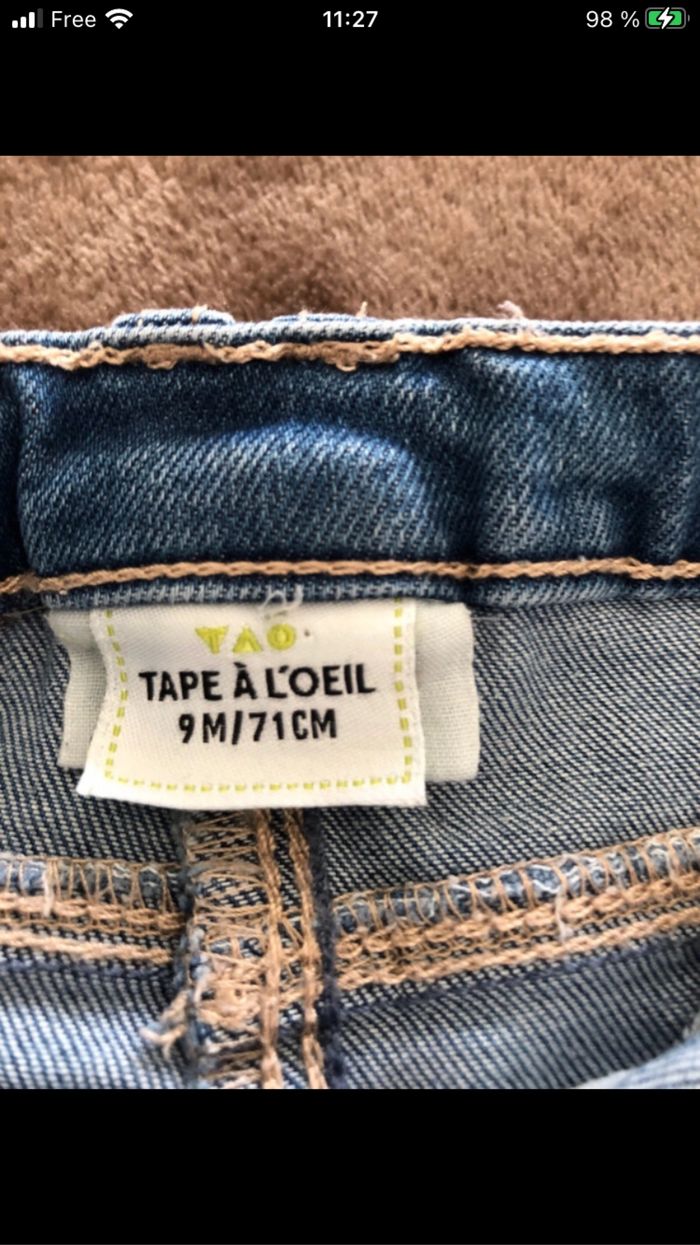 Free
11:27
98 %
TAO
TAPE À L'OEIL
9M/71CM